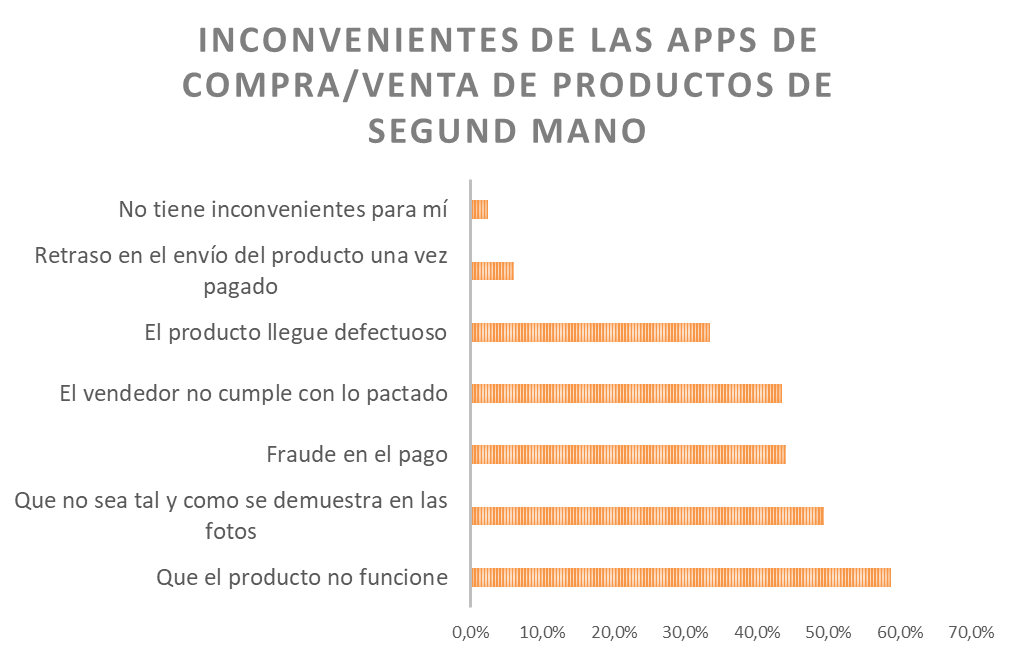 INCONVENIENTES DE LAS APPS DE
COMPRA/VENTA DE PRODUCTOS DE
SEGUND MANO
No tiene inconvenientes para mí
Retraso en el envío del producto una vez
pagado
El producto llegue defectuoso
El vendedor no cumple con lo pactado
Fraude en el pago
Que no sea tal y como se demuestra en las
fotos
Que el producto no funcione
0,0% 10,0% 20,0% 30,0% 40,0% 50,0% 60,0% 70,0%